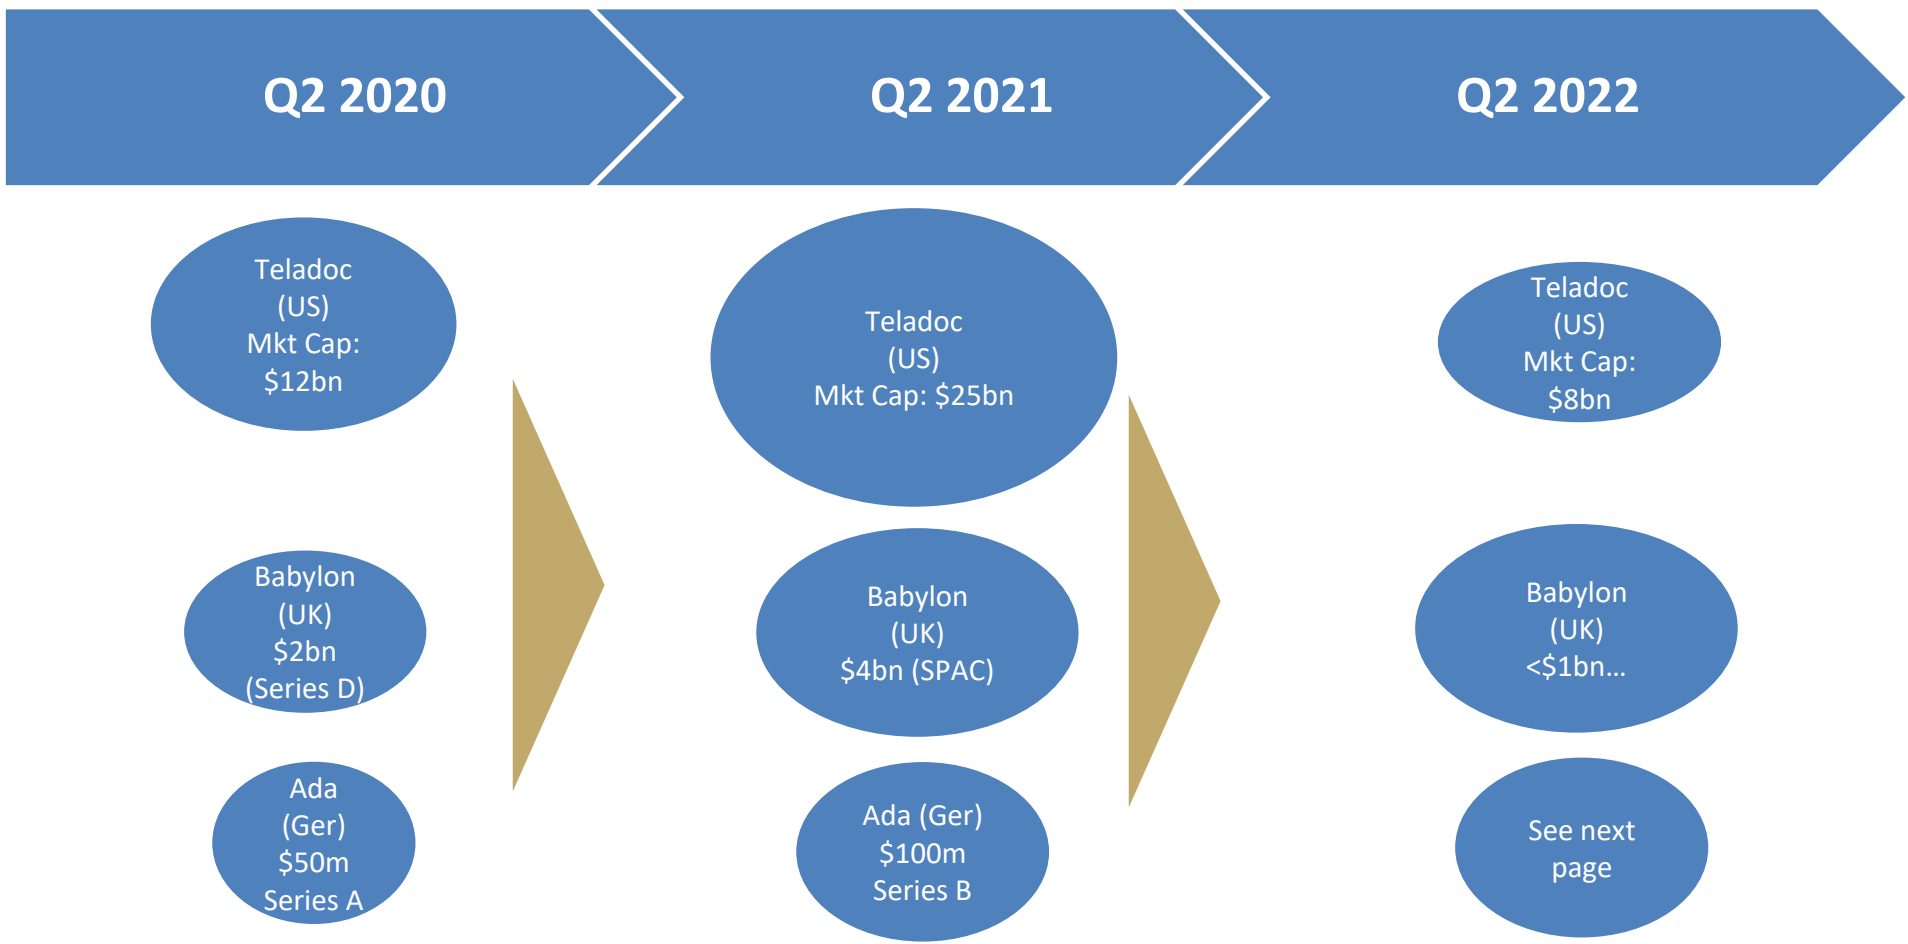 Q2 2020
Q2 2021
Q2 2022
Teladoc
(US)
Mkt Cap:
$12bn
Teladoc
(US)
Mkt Cap: $25bn
Teladoc
(US)
Mkt Cap:
$8bn
Babylon
(UK)
$2bn
(Series D)
Babylon
(UK)
$4bn (SPAC)
Babylon
(UK)
<$1bn...
Ada
(Ger)
$50m
Series A
Ada (Ger)
$100m
Series B
See next
page